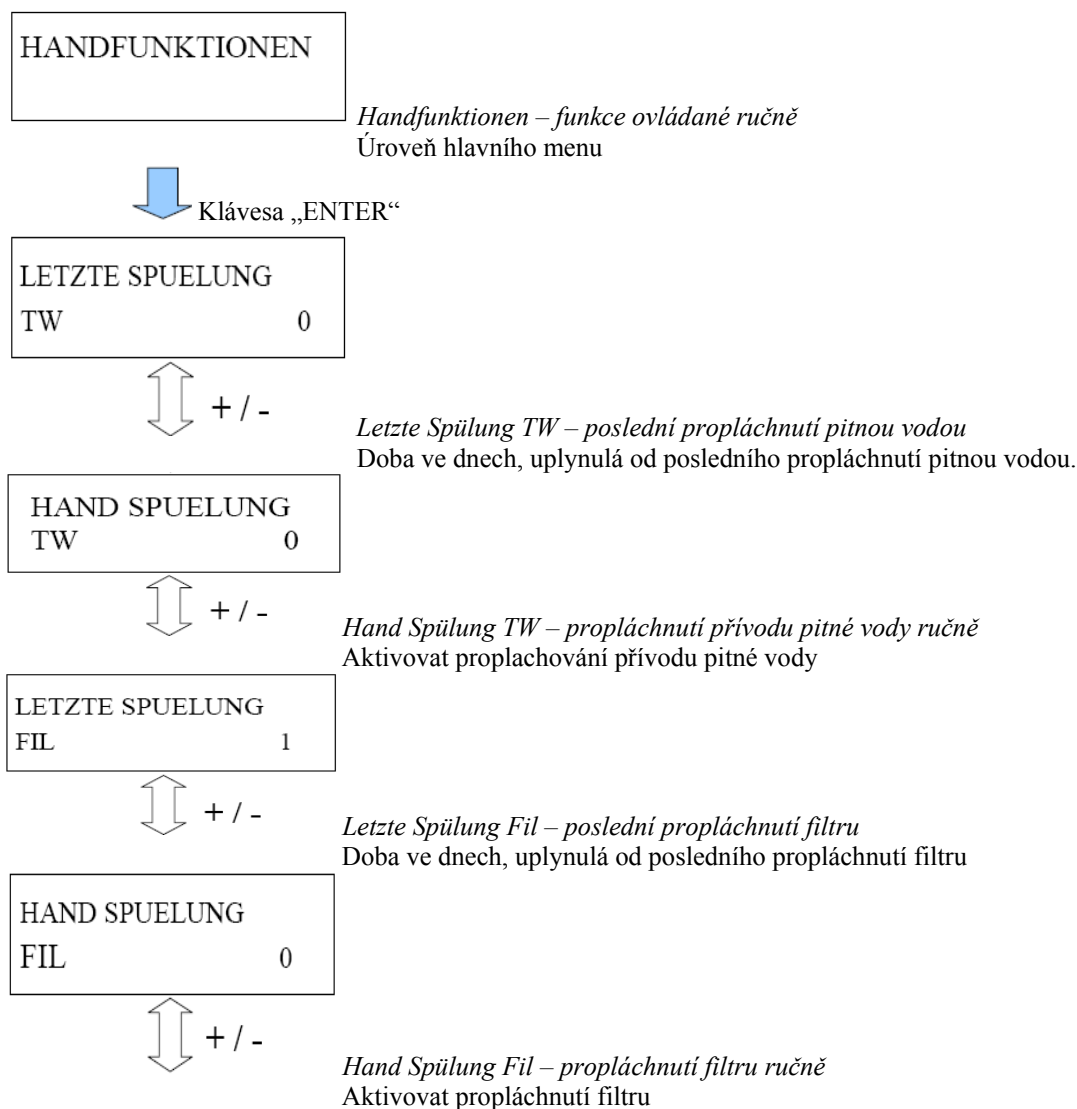 HANDFUNKTIONEN
Handfunktionen – funkce ovládané ručně
Úroveň hlavního menu
Klávesa „ENTER“
LETZTE SPUELUNG
TW 0
+ / -
Letzte Spülung TW – poslední propláchnutí pitnou vodou
Doba ve dnech, uplynulá od posledního propláchnutí pitnou vodou.
HAND SPUELUNG
TW 0
+ / -
Hand Spülung TW – propláchnutí přívodu pitné vody ručně
Aktivovat proplachování přívodu pitné vody
LETZTE SPUELUNG
FIL 1
+ / -
Letzte Spülung Fil – poslední propláchnutí filtru
Doba ve dnech, uplynulá od posledního propláchnutí filtru
HAND SPUELUNG
FIL 0
+ / -
Hand Spülung Fil – propláchnutí filtru ručně
Aktivovat propláchnutí filtru